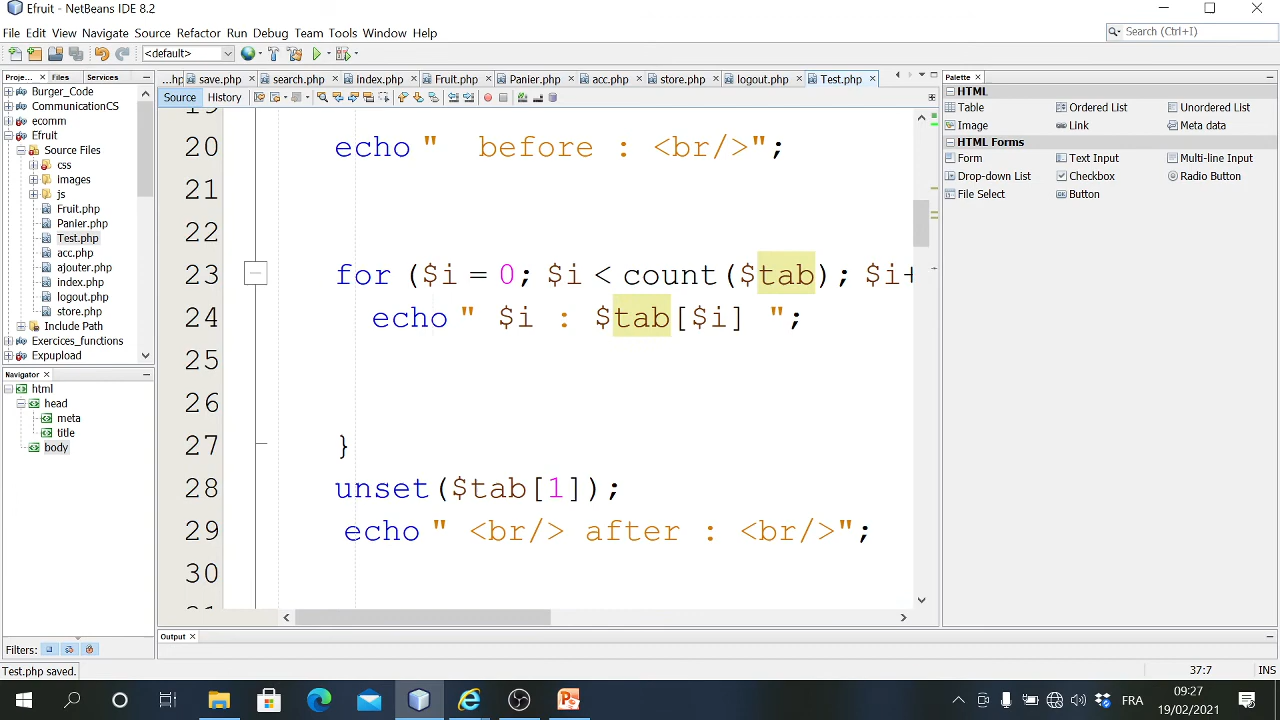 Efruit - NetBeans IDE 8.2
File Edit View Navigate Source Refactor Run Debug Team Tools Window Help
Search (Ctrl+I)
<default>
Proje... Files Services
...hp save.php search.php index.php Fruit.php Panier.php acc.php store.php logout.php Test.php
Palette
Source History
Burger_Code
CommunicationCS
ecomm
Efruit
Source Files
css
Images
js
Fruit.php
Panier.php
Test.php
acc.php
ajouter.php
index.php
logout.php
store.php
Include Path
Exercices_functions
Expupload
20 echo " before : <br/>";
21
22
23 for ($i = 0; $i < count($tab); $i+
24 echo " $i : $tab[$i] ";
25
26
27 }
28 unset($tab[1]);
29 echo " <br/> after : <br/>";
30
HTML
Table Ordered List Unordered List
Image Link Meta data
HTML Forms
Form Text Input Multi-line Input
Drop-down List Checkbox Radio Button
File Select Button
Navigator
html
head
meta
title
body
Filters:
Output
Test.php saved.
37:7 INS
FRA
09:27
19/02/2021